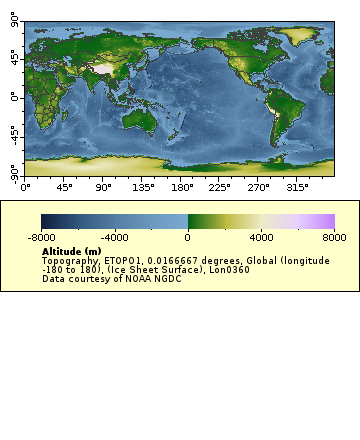 90°
45°
0°
-45°
-90°
0° 45° 90° 135° 180° 225° 270° 315°
-8000 -4000 0 4000 8000
Altitude (m)
Topography, ETOPO1, 0.0166667 degrees, Global (longitude
-180 to 180), (Ice Sheet Surface), Lon0360
Data courtesy of NOAA NGDC